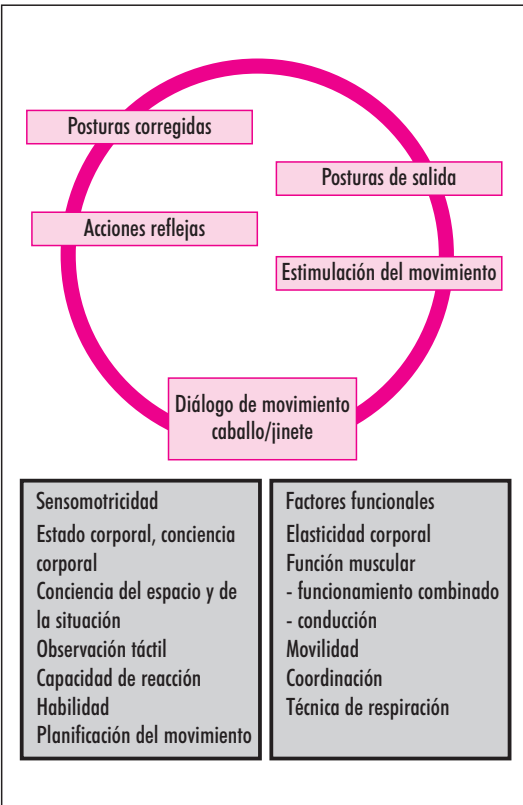 Posturas corregidas
Posturas de salida
Acciones reflejas
Estimulación del movimiento
Diálogo de movimiento
caballo/jinete
Sensomotricidad
Estado corporal, conciencia
corporal
Conciencia del espacio y de
la situación
Observación táctil
Capacidad de reacción
Habilidad
Planificación del movimiento
Factores funcionales
Elasticidad corporal
Función muscular
- funcionamiento combinado
- conducción
Movilidad
Coordinación
Técnica de respiración